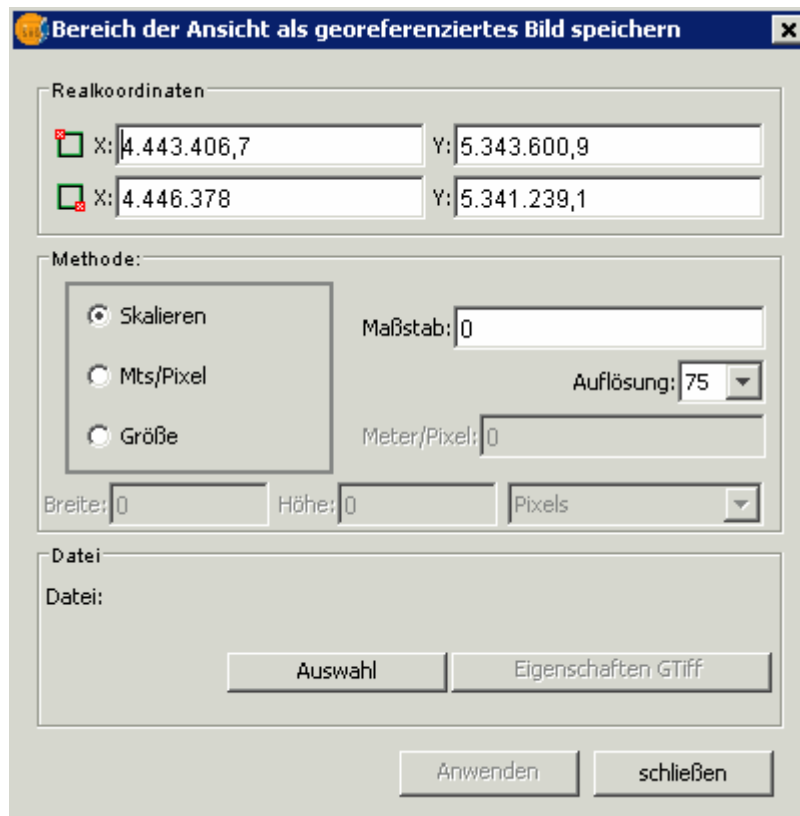 Bereich der Ansicht als georeferenziertes Bild speichern
Realkoordinaten
X: 4.443.406,7 Y: 5.343.600,9
X: 4.446.378 Y: 5.341.239,1
Methode:
Skalieren
Maßstab: 0
Mts/Pixel
Auflösung: 75
Größe
Meter/Pixel: 0
Breite: 0 Höhe: 0 Pixels
Datei
Datei:
Auswahl Eigenschaften GTiff
Anwenden schließen